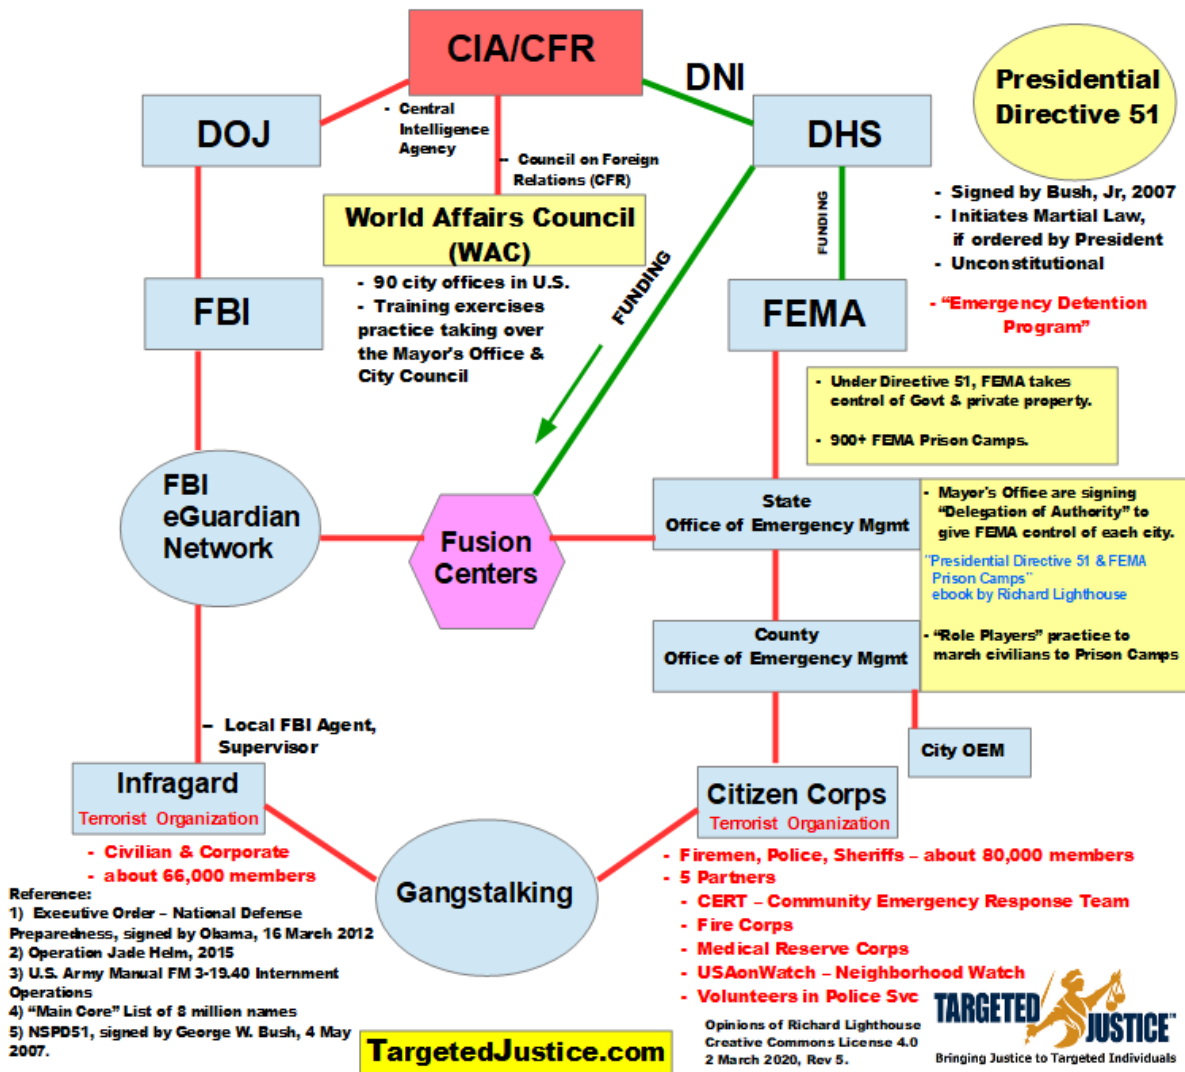 CIA/CFR
DNI
Presidential
Directive 51
DOJ
- Central
Intelligence
Agency
DHS
-- Council on Foreign
Relations (CFR)
World Affairs Council
(WAC)
- 90 city offices in U.S.
- Training exercises
practice taking over
the Mayor's Office &
City Council
FUNDING
FUNDING
- Signed by Bush, Jr, 2007
- Initiates Martial Law,
if ordered by President
- Unconstitutional
- "Emergency Detention
Program"
FBI
FEMA
- Under Directive 51, FEMA takes
control of Govt & private property.
- 900+ FEMA Prison Camps.
FBI
eGuardian
Network
Fusion
Centers
State
Office of Emergency Mgmt
- Mayor's Office are signing
"Delegation of Authority" to
give FEMA control of each city.
"Presidential Directive 51 & FEMA
Prison Camps"
ebook by Richard Lighthouse
- "Role Players" practice to
march civilians to Prison Camps
County
Office of Emergency Mgmt
City OEM
-- Local FBI Agent,
Supervisor
Infragard
Terrorist Organization
- Civilian & Corporate
- about 66,000 members
Gangstalking
Citizen Corps
Terrorist Organization
- Firemen, Police, Sheriffs – about 80,000 members
- 5 Partners
- CERT – Community Emergency Response Team
- Fire Corps
- Medical Reserve Corps
- USAonWatch – Neighborhood Watch
- Volunteers in Police Svc
Reference:
1) Executive Order – National Defense
Preparedness, signed by Obama, 16 March 2012
2) Operation Jade Helm, 2015
3) U.S. Army Manual FM 3-19.40 Internment
Operations
4) "Main Core" List of 8 million names
5) NSPD51, signed by George W. Bush, 4 May
2007.
TargetedJustice.com
Opinions of Richard Lighthouse
Creative Commons License 4.0
2 March 2020, Rev 5.
TARGETED
JUSTICE™
Bringing Justice to Targeted Individuals